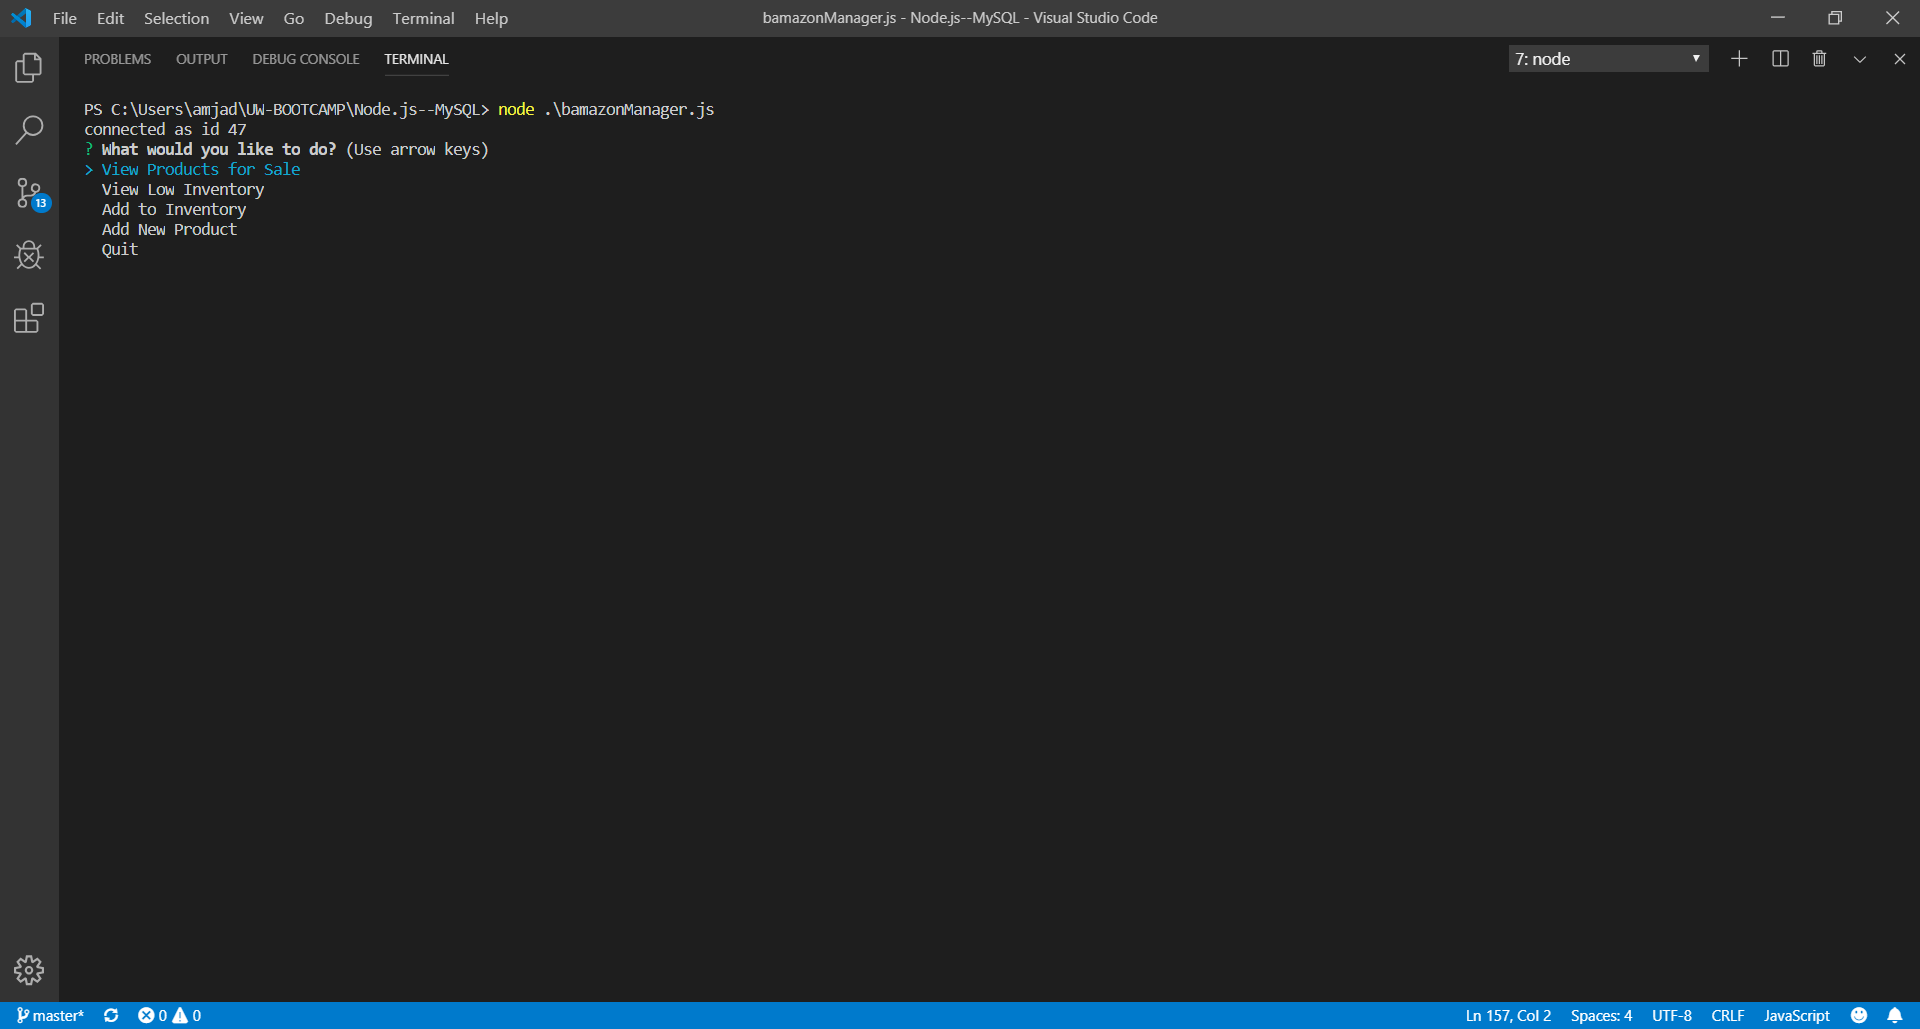 File Edit Selection View Go Debug Terminal Help
bamazonManager.js - Node.js--MySQL - Visual Studio Code
PROBLEMS OUTPUT DEBUG CONSOLE TERMINAL
7: node
PS C:\Users\amjad\UW-BOOTCAMP\Node.js--MySQL> node .\bamazonManager.js
connected as id 47
? What would you like to do? (Use arrow keys)
> View Products for Sale
View Low Inventory
Add to Inventory
Add New Product
Quit
13
master* 0 0
Ln 157, Col 2 Spaces: 4 UTF-8 CRLF JavaScript